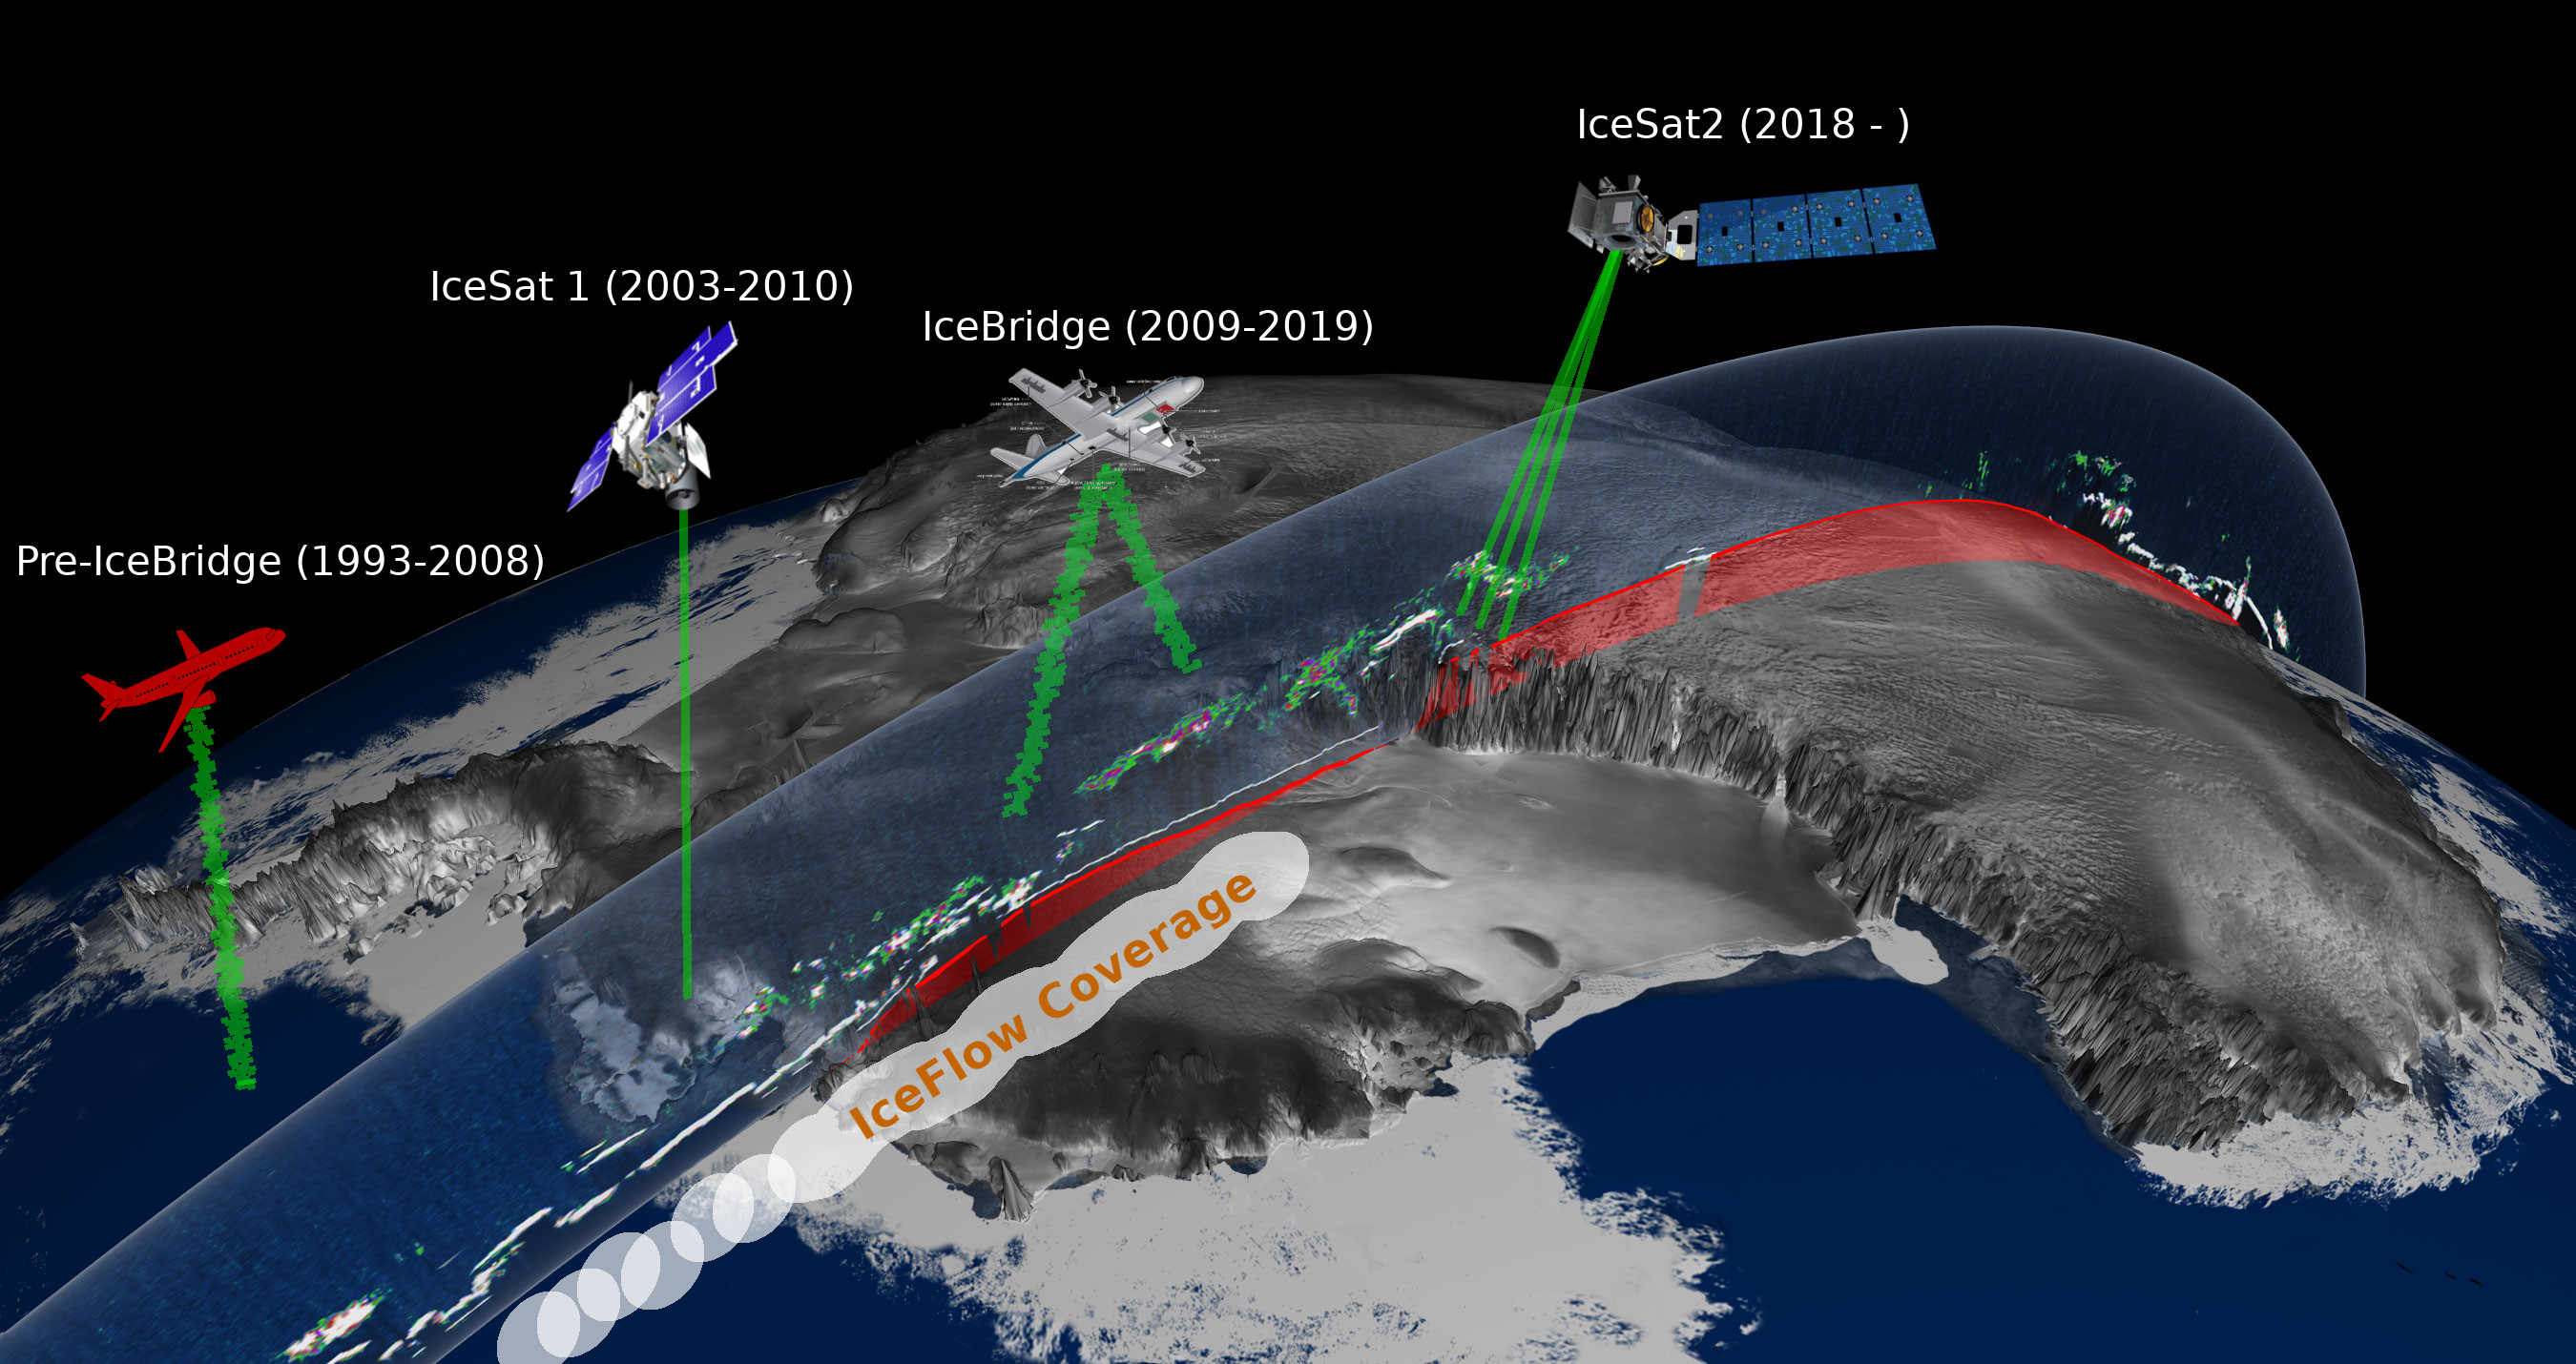 IceSat2 (2018 - )
IceSat 1 (2003-2010)
IceBridge (2009-2019)
Pre-IceBridge (1993-2008)
IceFlow Coverage